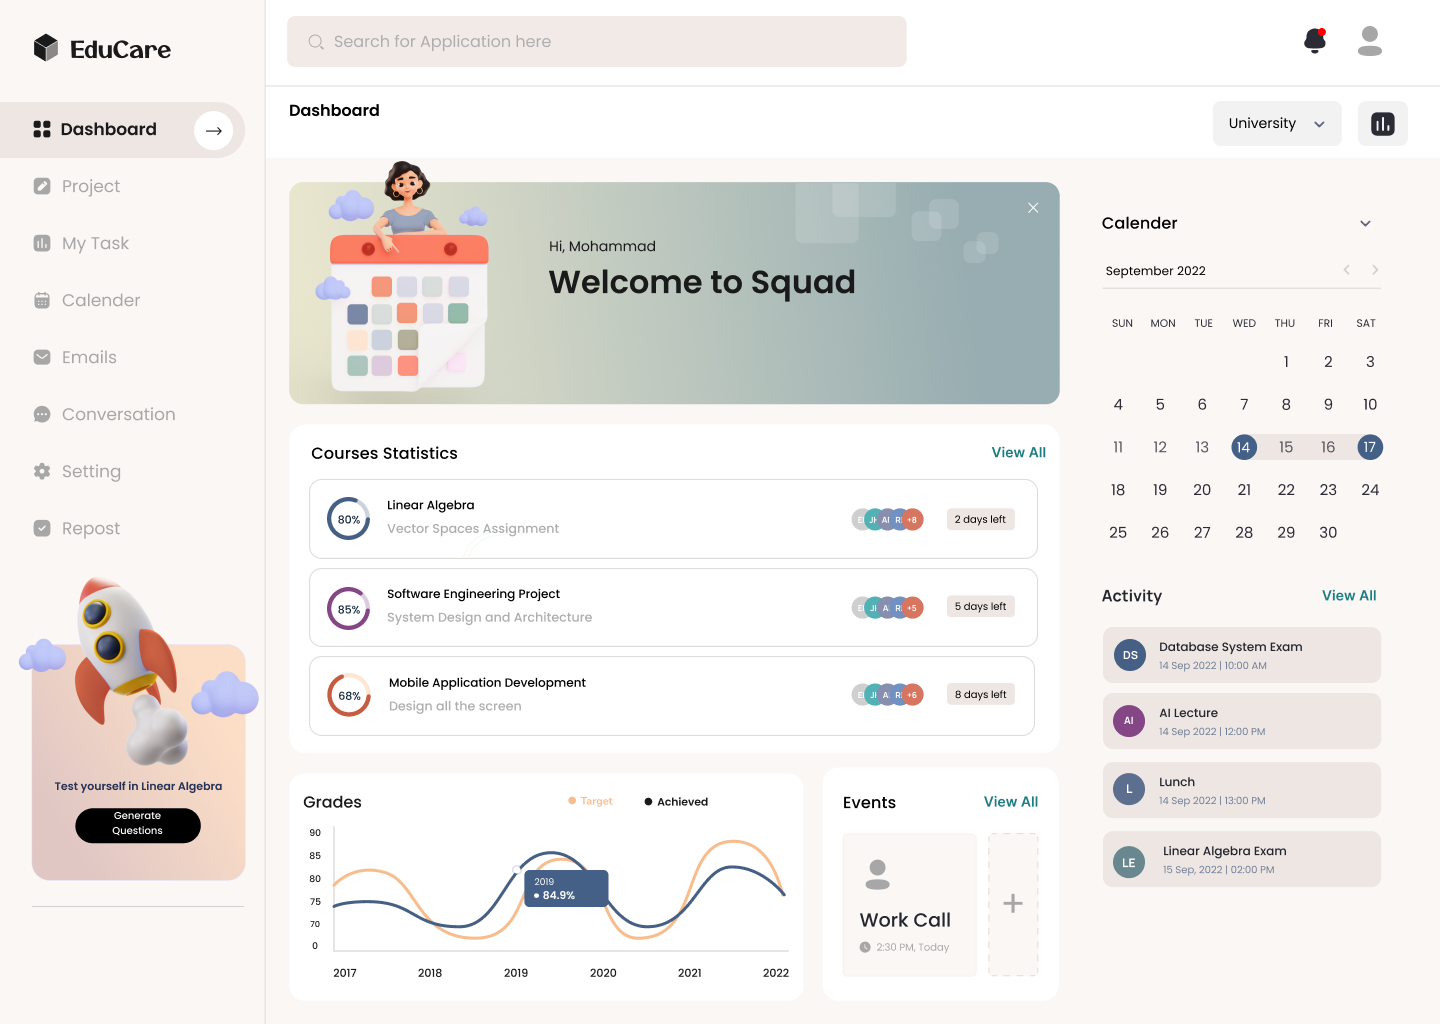 EduCare
Search for Application here
Dashboard
Project
My Task
Calender
Emails
Conversation
Setting
Repost
Test yourself in Linear Algebra
Generate
Questions
Dashboard
University
Hi, Mohammad
Welcome to Squad
Courses Statistics
View All
80%
Linear Algebra
Vector Spaces Assignment
AI
+8
2 days left
85%
Software Engineering Project
System Design and Architecture
+5
5 days left
68%
Mobile Application Development
Design all the screen
+6
8 days left
Grades
Target
Achieved
90
85
80
75
70
0
2019
84.9%
2017 2018 2019 2020 2021 2022
Events
View All
Work Call
2:30 PM, Today
+
Calender
September 2022
SUN MON TUE WED THU FRI SAT
1 2 3
4 5 6 7 8 9 10
11 12 13 14 15 16 17
18 19 20 21 22 23 24
25 26 27 28 29 30
Activity
View All
DS
Database System Exam
14 Sep 2022 | 10:00 AM
AI
AI Lecture
14 Sep 2022 | 12:00 PM
L
Lunch
14 Sep 2022 | 13:00 PM
LE
Linear Algebra Exam
15 Sep, 2022 | 02:00 PM